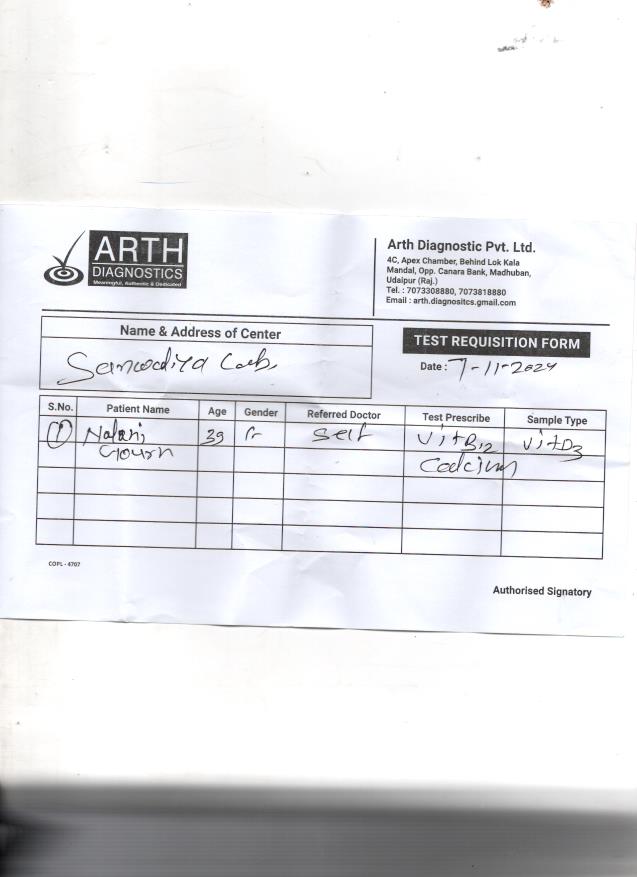 ARTH
DIAGNOSTICS
Meaningful, Authentic & Dedicated
Arth Diagnostic Pvt. Ltd.
4C, Apex Chamber, Behind Lok Kala
Mandal, Opp. Canara Bank, Madhuban,
Udaipur (Raj.)
Tel. : 7073308880, 7073818880
Email : arth.diagnositcs.gmail.com
Name & Address of Center
TEST REQUISITION FORM
Lab.
Date : 7-11-2024
S.No. Patient Name Age Gender Referred Doctor Test Prescribe Sample Type
1 39 Self Vit B12 Vit D3
Calcium
COPL - 4707
Authorised Signatory